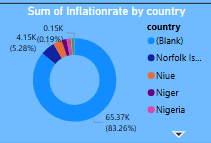 Sum of Inflationrate by country
0.15K
(0.19%)
4.15K
(5.28%)
65.37K
(83.26%)
country
(Blank)
Norfolk Is...
Niue
Niger
Nigeria